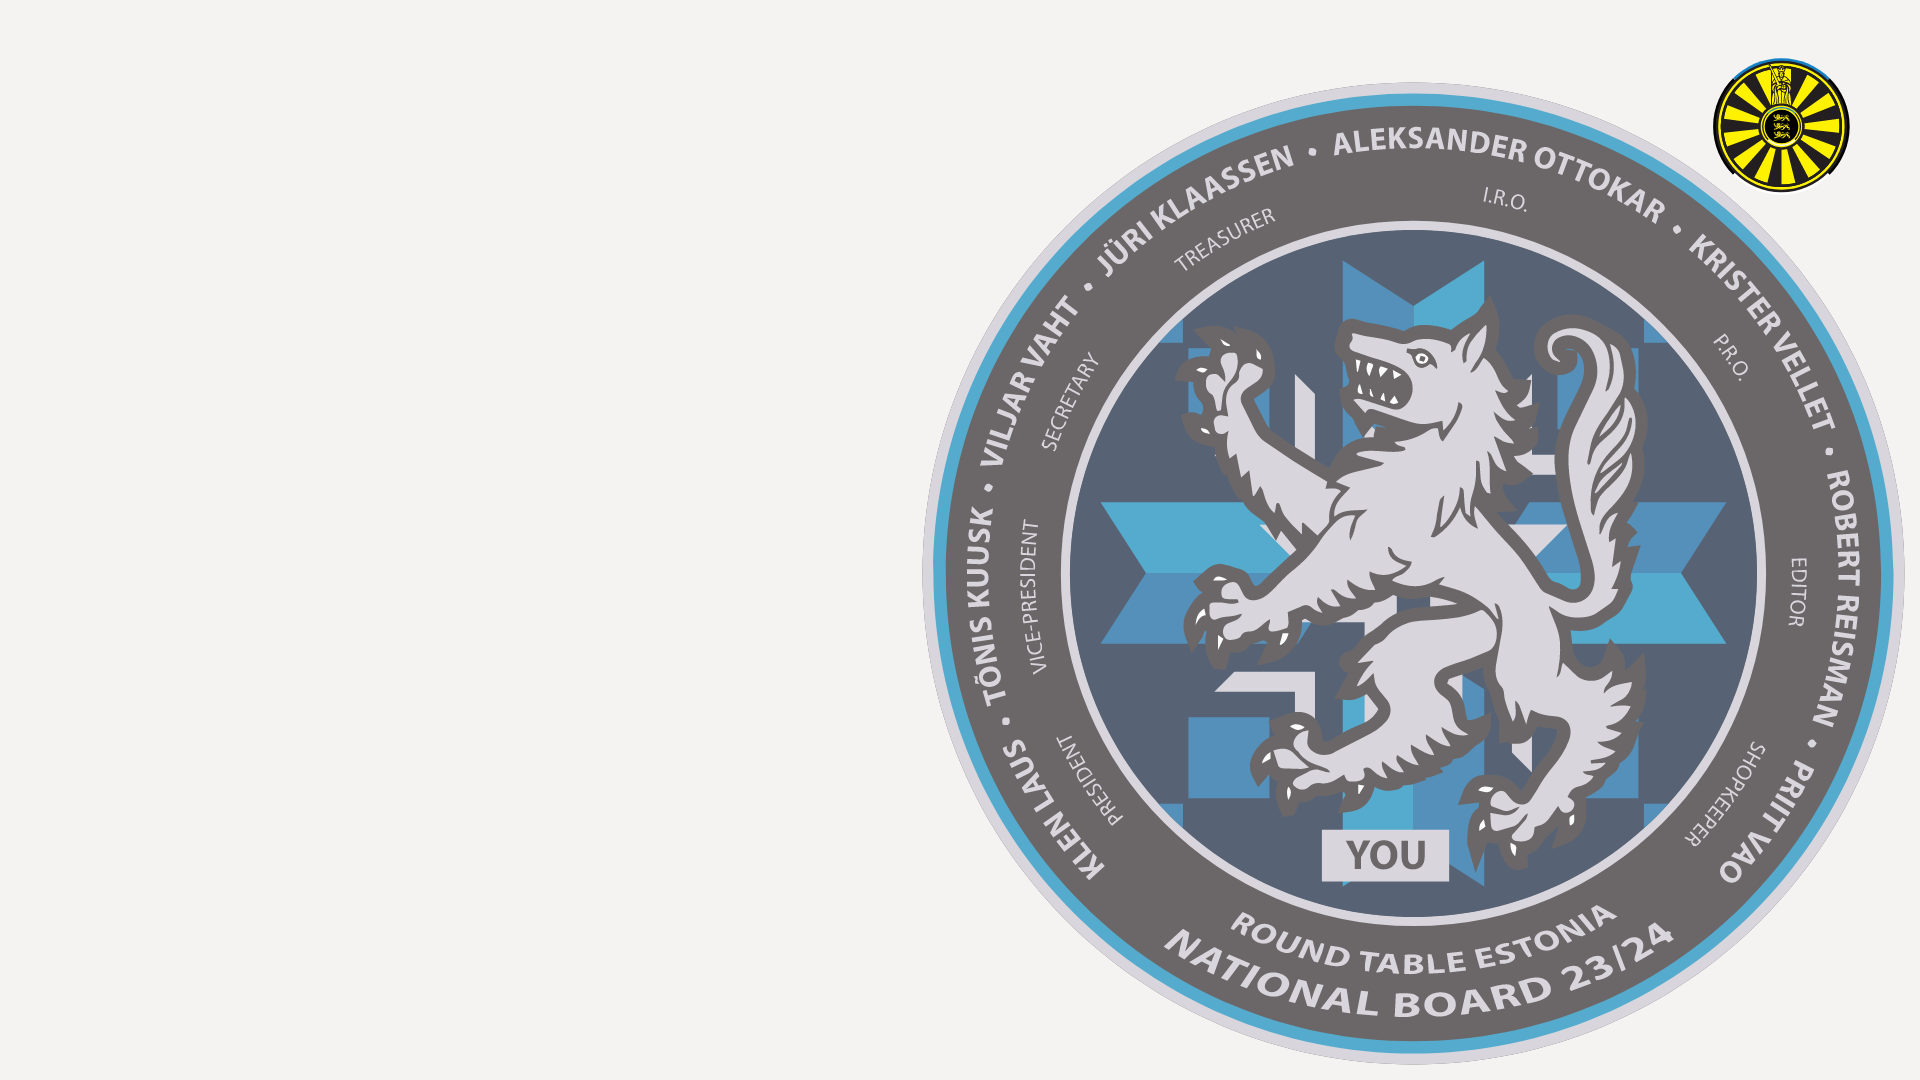 KLEN LAUS • TÕNIS KUUSK • VILJAR VAHT • JÜRI KLAASSEN • ALEKSANDER OTTOKAR • KRISTER VELLET • ROBERT REISMAN • PRIIT VAO
PRESIDENT
VICE-PRESIDENT
SECRETARY
TREASURER
I.R.O.
P.R.O.
EDITOR
SHOPKEEPER
YOU
ROUND TABLE ESTONIA
NATIONAL BOARD 23/24